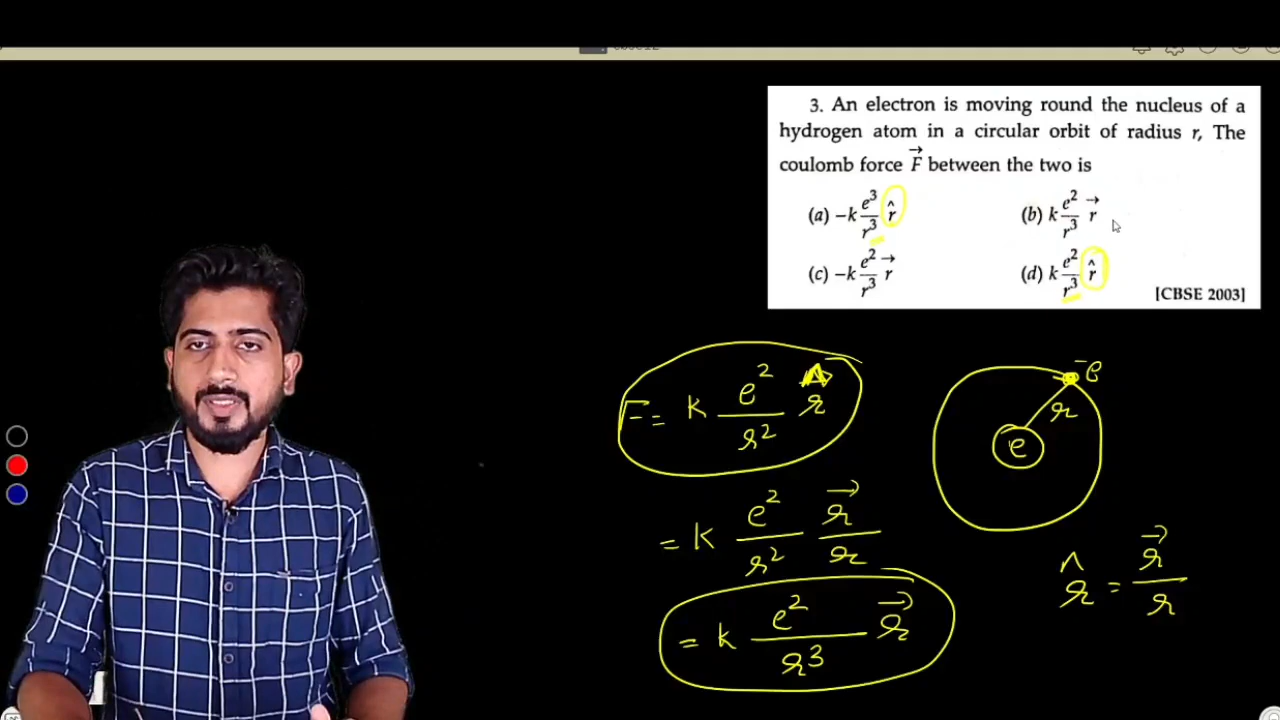 3. An electron is moving round the nucleus of a
hydrogen atom in a circular orbit of radius r, The
coulomb force F⃗ between the two is
(a) −k e³/r³ r̂ (b) k e²/r³ r⃗
(c) −k e²/r³ r⃗ (d) k e²/r³ r̂
[CBSE 2003]
F = k e²/r² r̂
= k e²/r² r⃗/r
= k e²/r³ r⃗
-e
r
e
r̂ = r⃗/r